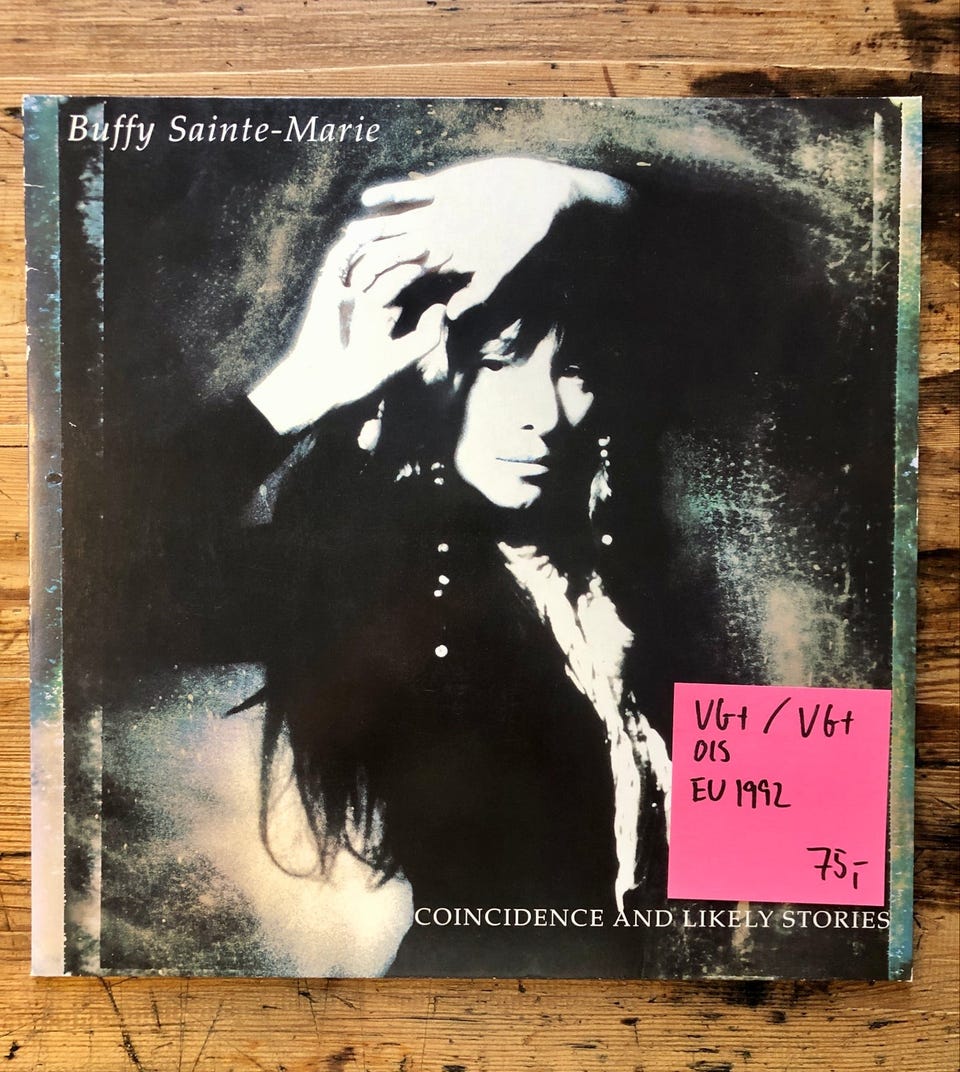 Buffy Sainte-Marie
VG+ / VG+
OIS
EU 1992
75,-
COINCIDENCE AND LIKELY STORIES